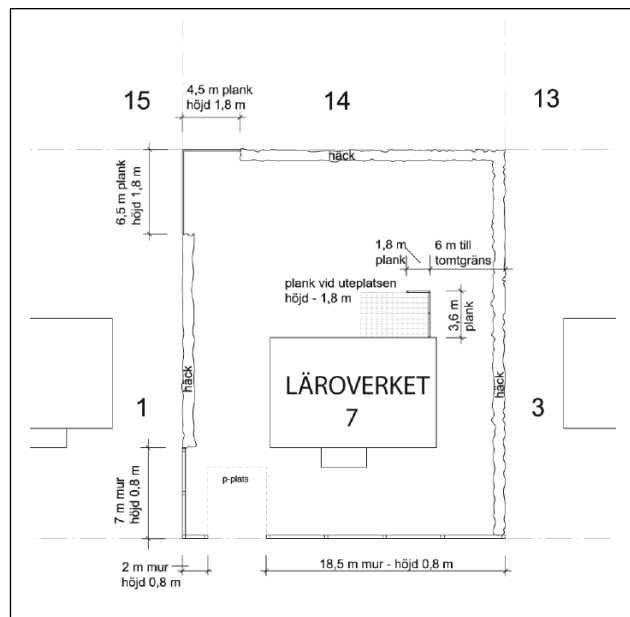 4,5 m plank
höjd 1,8 m
15
14
13
häck
6,5 m plank
höjd 1,8 m
1,8 m
plank
6 m till
tomtgräns
plank vid uteplatsen
höjd - 1,8 m
3,6 m
plank
LÄROVERKET
7
häck
häck
1
3
7 m mur
höjd 0,8 m
p-plats
2 m mur
höjd 0,8 m
18,5 m mur - höjd 0,8 m